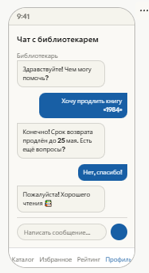 9:41
Чат с библиотекарем
Библиотекарь
Здравствуйте! Чем могу
помочь?
Хочу продлить книгу
«1984»
Конечно! Срок возврата
продлён до 25 мая. Есть
ещё вопросы?
Нет, спасибо!
Пожалуйста! Хорошего
чтения
Написать сообщение...
Каталог Избранное Рейтинг Профиль